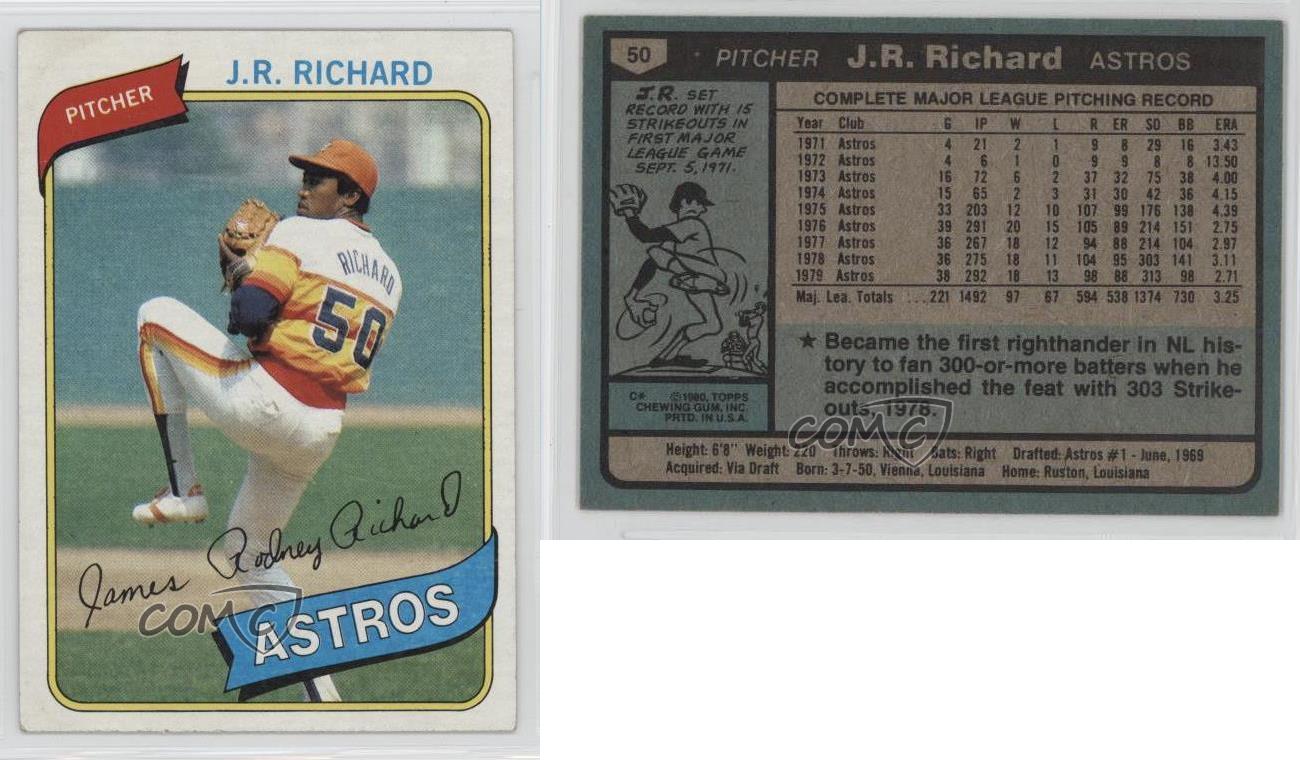 J.R. RICHARD
PITCHER
RICHARD
50
James Rodney Richard
COMC
ASTROS
50 PITCHER J.R. Richard ASTROS
J.R. SET
RECORD WITH 15
STRIKEOUTS IN
FIRST MAJOR
LEAGUE GAME
SEPT. 5, 1971.
C* ©1980, TOPPS
CHEWING GUM, INC.
PRTD. IN U.S.A.
COMPLETE MAJOR LEAGUE PITCHING RECORD
Year Club G IP W L R ER SO BB ERA
1971 Astros 4 21 2 1 9 8 29 16 3.43
1972 Astros 4 6 1 0 9 9 8 8 13.50
1973 Astros 16 72 6 2 37 32 75 38 4.00
1974 Astros 15 65 2 3 31 30 42 36 4.15
1975 Astros 33 203 12 10 107 99 176 138 4.39
1976 Astros 39 291 20 15 105 89 214 151 2.75
1977 Astros 36 267 18 12 94 88 214 104 2.97
1978 Astros 36 275 18 11 104 95 303 141 3.11
1979 Astros 38 292 18 13 98 88 313 98 2.71
Maj. Lea. Totals ....221 1492 97 67 594 538 1374 730 3.25
★ Became the first righthander in NL his-
tory to fan 300-or-more batters when he
accomplished the feat with 303 Strike-
outs, 1978.
COMC
Height: 6'8" Weight: 220 Throws: Right Bats: Right Drafted: Astros #1 - June, 1969
Acquired: Via Draft Born: 3-7-50, Vienna, Louisiana Home: Ruston, Louisiana